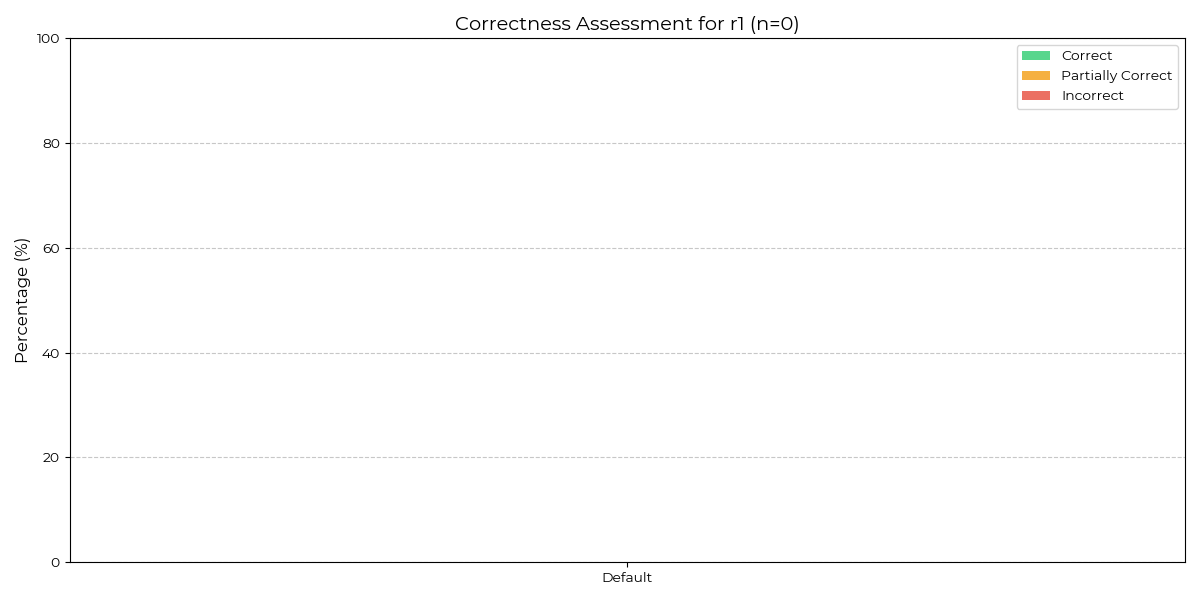 Correctness Assessment for r1 (n=0)
100
80
60
40
20
0
Percentage (%)
Correct
Partially Correct
Incorrect
Default